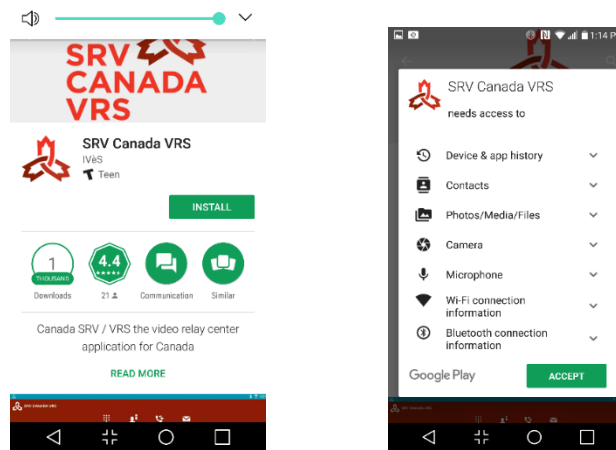 SRV
CANADA
VRS
SRV Canada VRS
IVèS
T Teen
INSTALL
1
THOUSAND
4.4
Downloads
21
Communication
Similar
Canada SRV / VRS the video relay center
application for Canada
READ MORE
SRV CANADA VRS
1:14 P
SRV Canada VRS
needs access to
Device & app history
Contacts
Photos/Media/Files
Camera
Microphone
Wi-Fi connection
information
Bluetooth connection
information
Google Play
ACCEPT